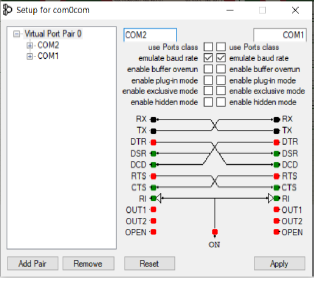 Setup for com0com
Virtual Port Pair 0
COM2
COM1
COM2 COM1
use Ports class use Ports class
emulate baud rate emulate baud rate
enable buffer overrun enable buffer overrun
enable plug-in mode enable plug-in mode
enable exclusive mode enable exclusive mode
enable hidden mode enable hidden mode
RX RX
TX TX
DTR DTR
DSR DSR
DCD DCD
RTS RTS
CTS CTS
RI RI
OUT1 OUT1
OUT2 OUT2
OPEN OPEN
ON
Add Pair Remove Reset Apply